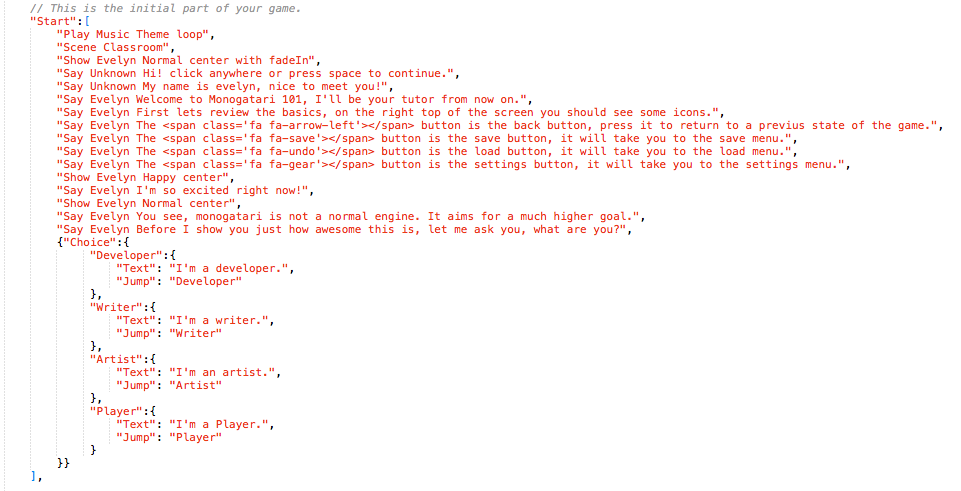 // This is the initial part of your game.
"Start":[
"Play Music Theme loop",
"Scene Classroom",
"Show Evelyn Normal center with fadeIn",
"Say Unknown Hi! click anywhere or press space to continue.",
"Say Unknown My name is evelyn, nice to meet you!",
"Say Evelyn Welcome to Monogatari 101, I'll be your tutor from now on.",
"Say Evelyn First lets review the basics, on the right top of the screen you should see some icons.",
"Say Evelyn The <span class='fa fa-arrow-left'></span> button is the back button, press it to return to a previus state of the game.",
"Say Evelyn The <span class='fa fa-save'></span> button is the save button, it will take you to the save menu.",
"Say Evelyn The <span class='fa fa-undo'></span> button is the load button, it will take you to the load menu.",
"Say Evelyn The <span class='fa fa-gear'></span> button is the settings button, it will take you to the settings menu.",
"Show Evelyn Happy center",
"Say Evelyn I'm so excited right now!",
"Show Evelyn Normal center",
"Say Evelyn You see, monogatari is not a normal engine. It aims for a much higher goal.",
"Say Evelyn Before I show you just how awesome this is, let me ask you, what are you?",
{"Choice":{
"Developer":{
"Text": "I'm a developer.",
"Jump": "Developer"
},
"Writer":{
"Text": "I'm a writer.",
"Jump": "Writer"
},
"Artist":{
"Text": "I'm an artist.",
"Jump": "Artist"
},
"Player":{
"Text": "I'm a Player.",
"Jump": "Player"
}
}}
],